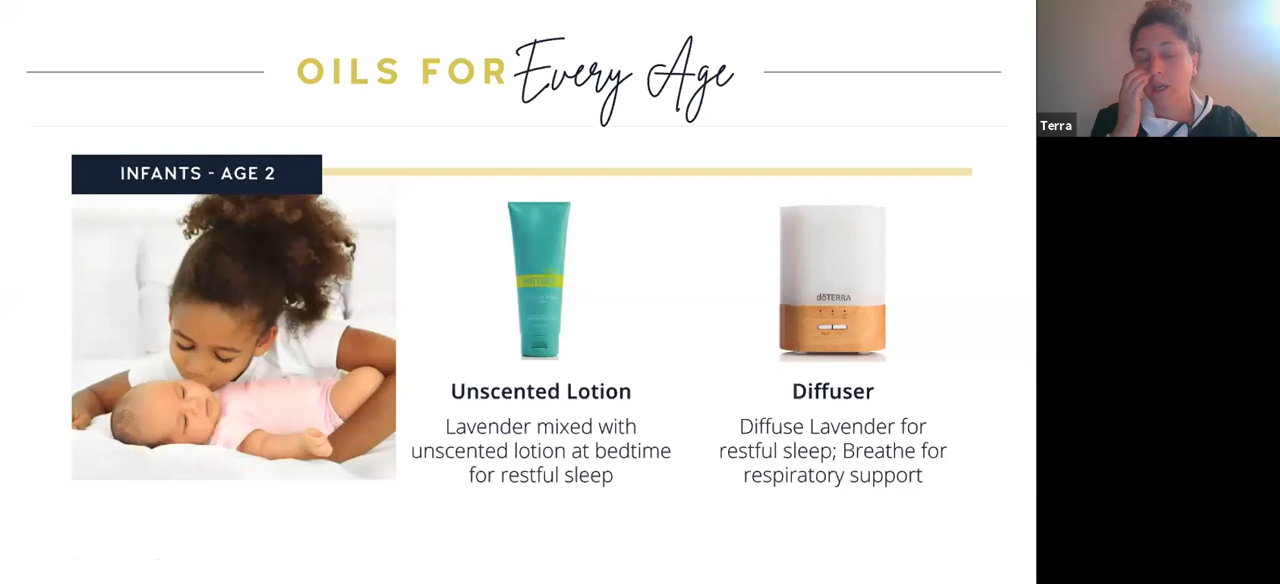 OILS FOR Every Age
Terra
INFANTS - AGE 2
dōTERRA
Unscented Lotion
Diffuser
Lavender mixed with
unscented lotion at bedtime
for restful sleep
Diffuse Lavender for
restful sleep; Breathe for
respiratory support